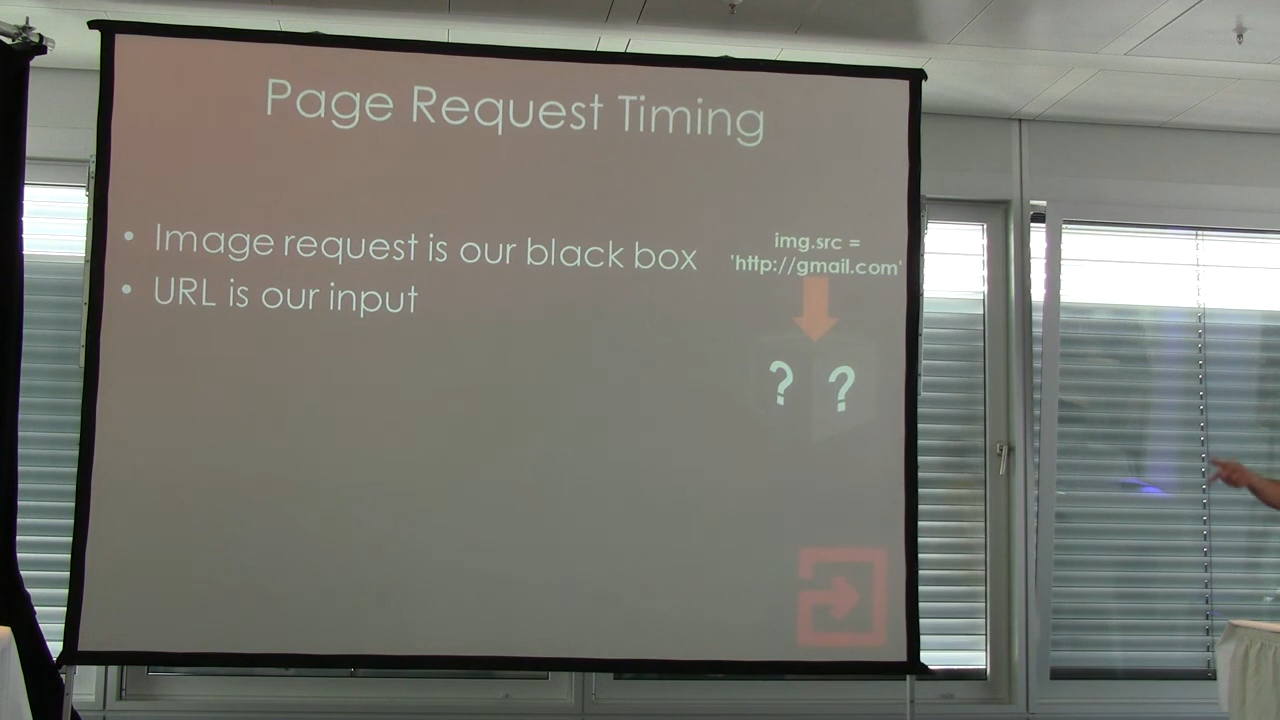 Page Request Timing
• Image request is our black box
• URL is our input
img.src =
'http://gmail.com'
? ?